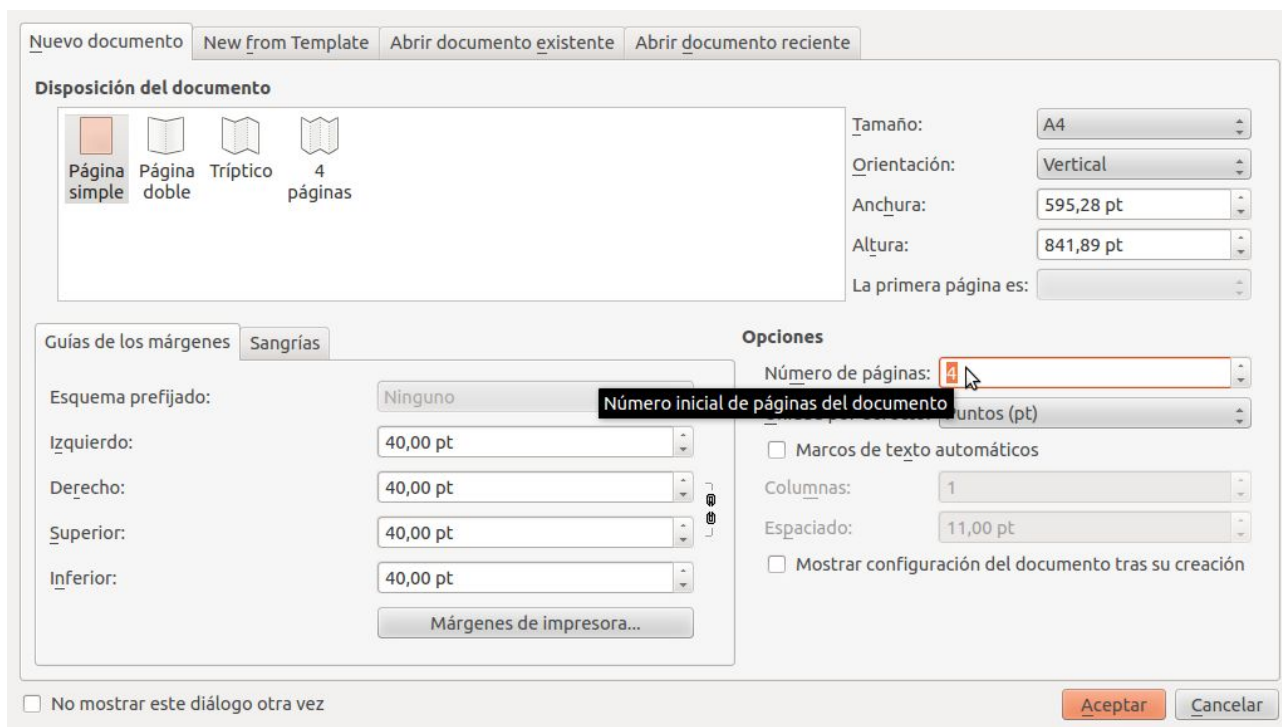 Nuevo documento New from Template Abrir documento existente Abrir documento reciente
Disposición del documento
Página simple
Página doble
Tríptico
4 páginas
Tamaño: A4
Orientación: Vertical
Anchura: 595,28 pt
Altura: 841,89 pt
La primera página es:
Guías de los márgenes Sangrías
Esquema prefijado: Ninguno
Izquierdo: 40,00 pt
Derecho: 40,00 pt
Superior: 40,00 pt
Inferior: 40,00 pt
Márgenes de impresora...
Opciones
Número de páginas: 4
Número inicial de páginas del documento
Puntos (pt)
Marcos de texto automáticos
Columnas: 1
Espaciado: 11,00 pt
Mostrar configuración del documento tras su creación
No mostrar este diálogo otra vez
Aceptar Cancelar